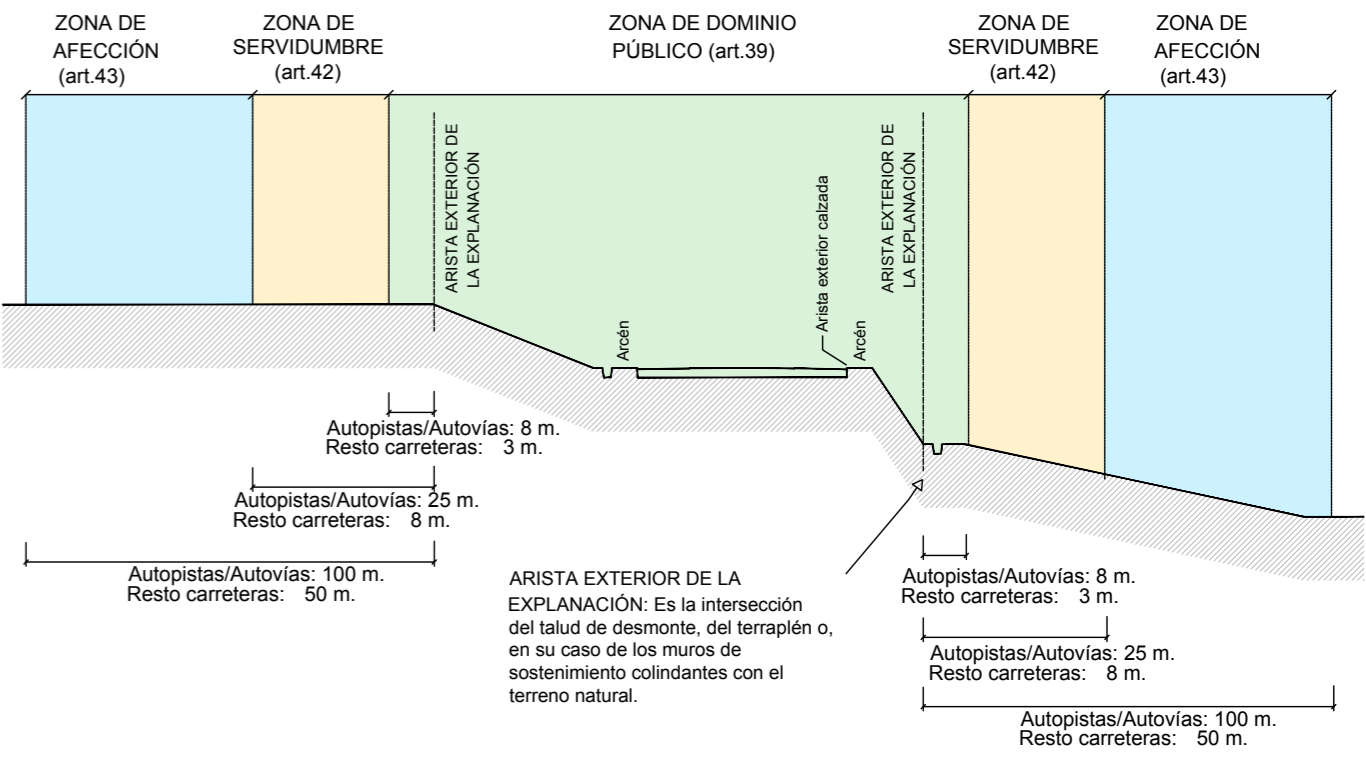 ZONA DE
AFECCIÓN
(art.43)
ZONA DE
SERVIDUMBRE
(art.42)
ZONA DE DOMINIO
PÚBLICO (art.39)
ZONA DE
SERVIDUMBRE
(art.42)
ZONA DE
AFECCIÓN
(art.43)
ARISTA EXTERIOR DE
LA EXPLANACIÓN
Arcén
Arista exterior calzada
Arcén
ARISTA EXTERIOR DE
LA EXPLANACIÓN
Autopistas/Autovías: 8 m.
Resto carreteras: 3 m.
Autopistas/Autovías: 25 m.
Resto carreteras: 8 m.
Autopistas/Autovías: 100 m.
Resto carreteras: 50 m.
ARISTA EXTERIOR DE LA
EXPLANACIÓN: Es la intersección
del talud de desmonte, del terraplén o,
en su caso de los muros de
sostenimiento colindantes con el
terreno natural.
Autopistas/Autovías: 8 m.
Resto carreteras: 3 m.
Autopistas/Autovías: 25 m.
Resto carreteras: 8 m.
Autopistas/Autovías: 100 m.
Resto carreteras: 50 m.